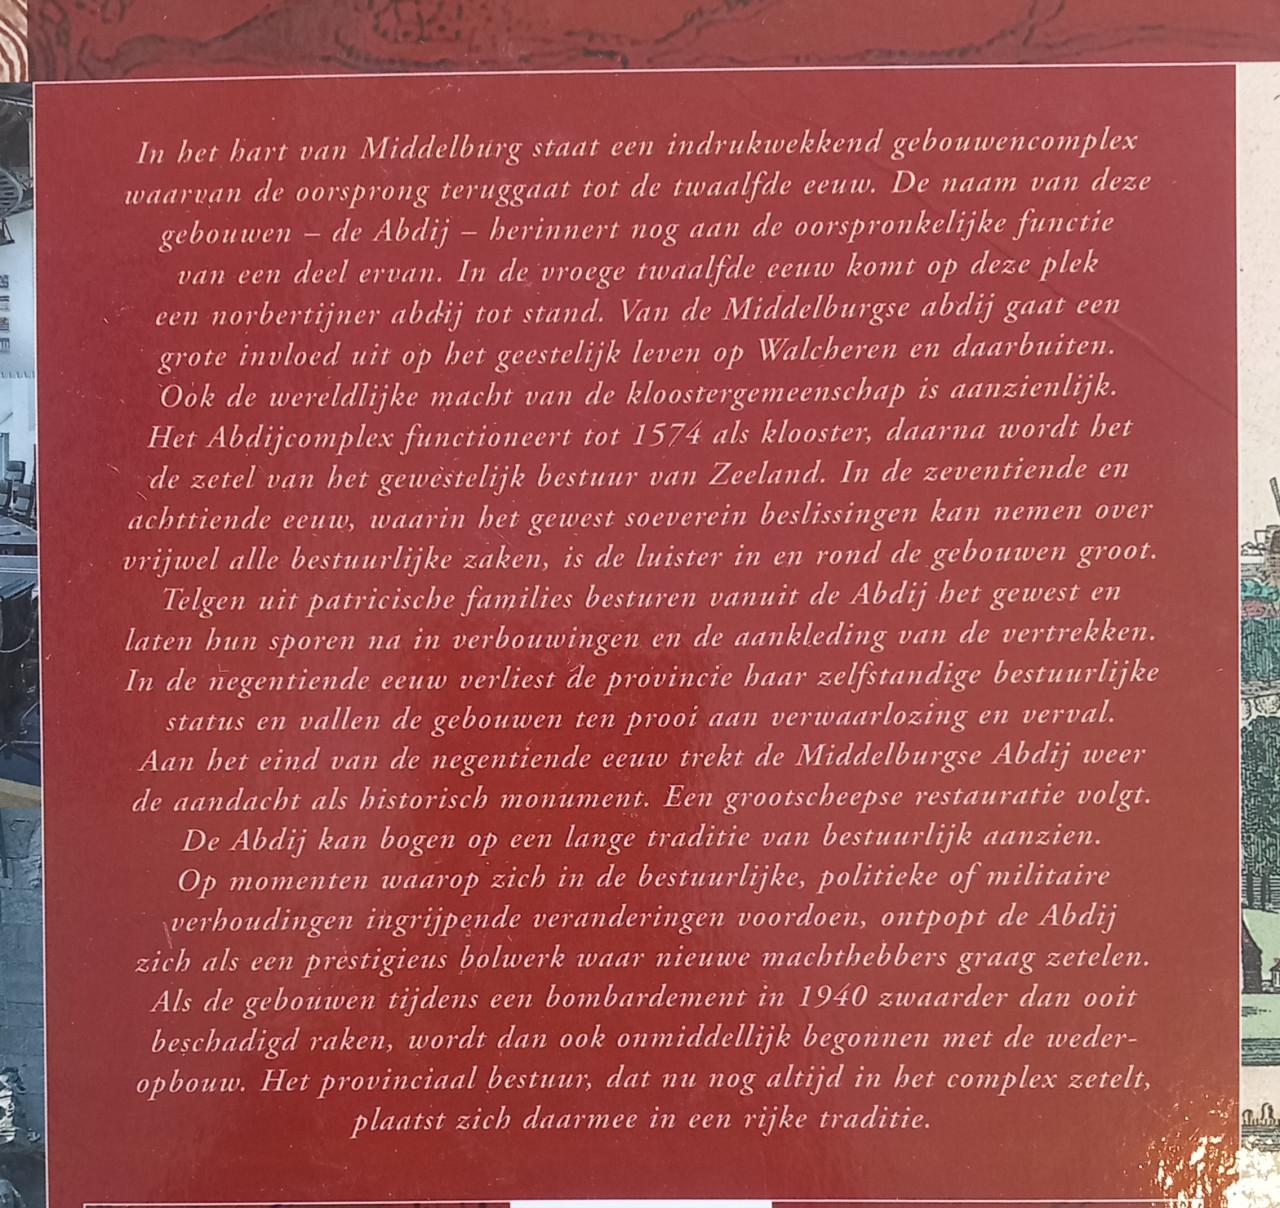 In het hart van Middelburg staat een indrukwekkend gebouwencomplex
waarvan de oorsprong teruggaat tot de twaalfde eeuw. De naam van deze
gebouwen – de Abdij – herinnert nog aan de oorspronkelijke functie
van een deel ervan. In de vroege twaalfde eeuw komt op deze plek
een norbertijner abdij tot stand. Van de Middelburgse abdij gaat een
grote invloed uit op het geestelijk leven op Walcheren en daarbuiten.
Ook de wereldlijke macht van de kloostergemeenschap is aanzienlijk.
Het Abdijcomplex functioneert tot 1574 als klooster, daarna wordt het
de zetel van het gewestelijk bestuur van Zeeland. In de zeventiende en
achttiende eeuw, waarin het gewest soeverein beslissingen kan nemen over
vrijwel alle bestuurlijke zaken, is de luister in en rond de gebouwen groot.
Telgen uit patricische families besturen vanuit de Abdij het gewest en
laten hun sporen na in verbouwingen en de aankleding van de vertrekken.
In de negentiende eeuw verliest de provincie haar zelfstandige bestuurlijke
status en vallen de gebouwen ten prooi aan verwaarlozing en verval.
Aan het eind van de negentiende eeuw trekt de Middelburgse Abdij weer
de aandacht als historisch monument. Een grootscheepse restauratie volgt.
De Abdij kan bogen op een lange traditie van bestuurlijk aanzien.
Op momenten waarop zich in de bestuurlijke, politieke of militaire
verhoudingen ingrijpende veranderingen voordoen, ontpopt de Abdij
zich als een prestigieus bolwerk waar nieuwe machthebbers graag zetelen.
Als de gebouwen tijdens een bombardement in 1940 zwaarder dan ooit
beschadigd raken, wordt dan ook onmiddellijk begonnen met de weder-
opbouw. Het provinciaal bestuur, dat nu nog altijd in het complex zetelt,
plaatst zich daarmee in een rijke traditie.